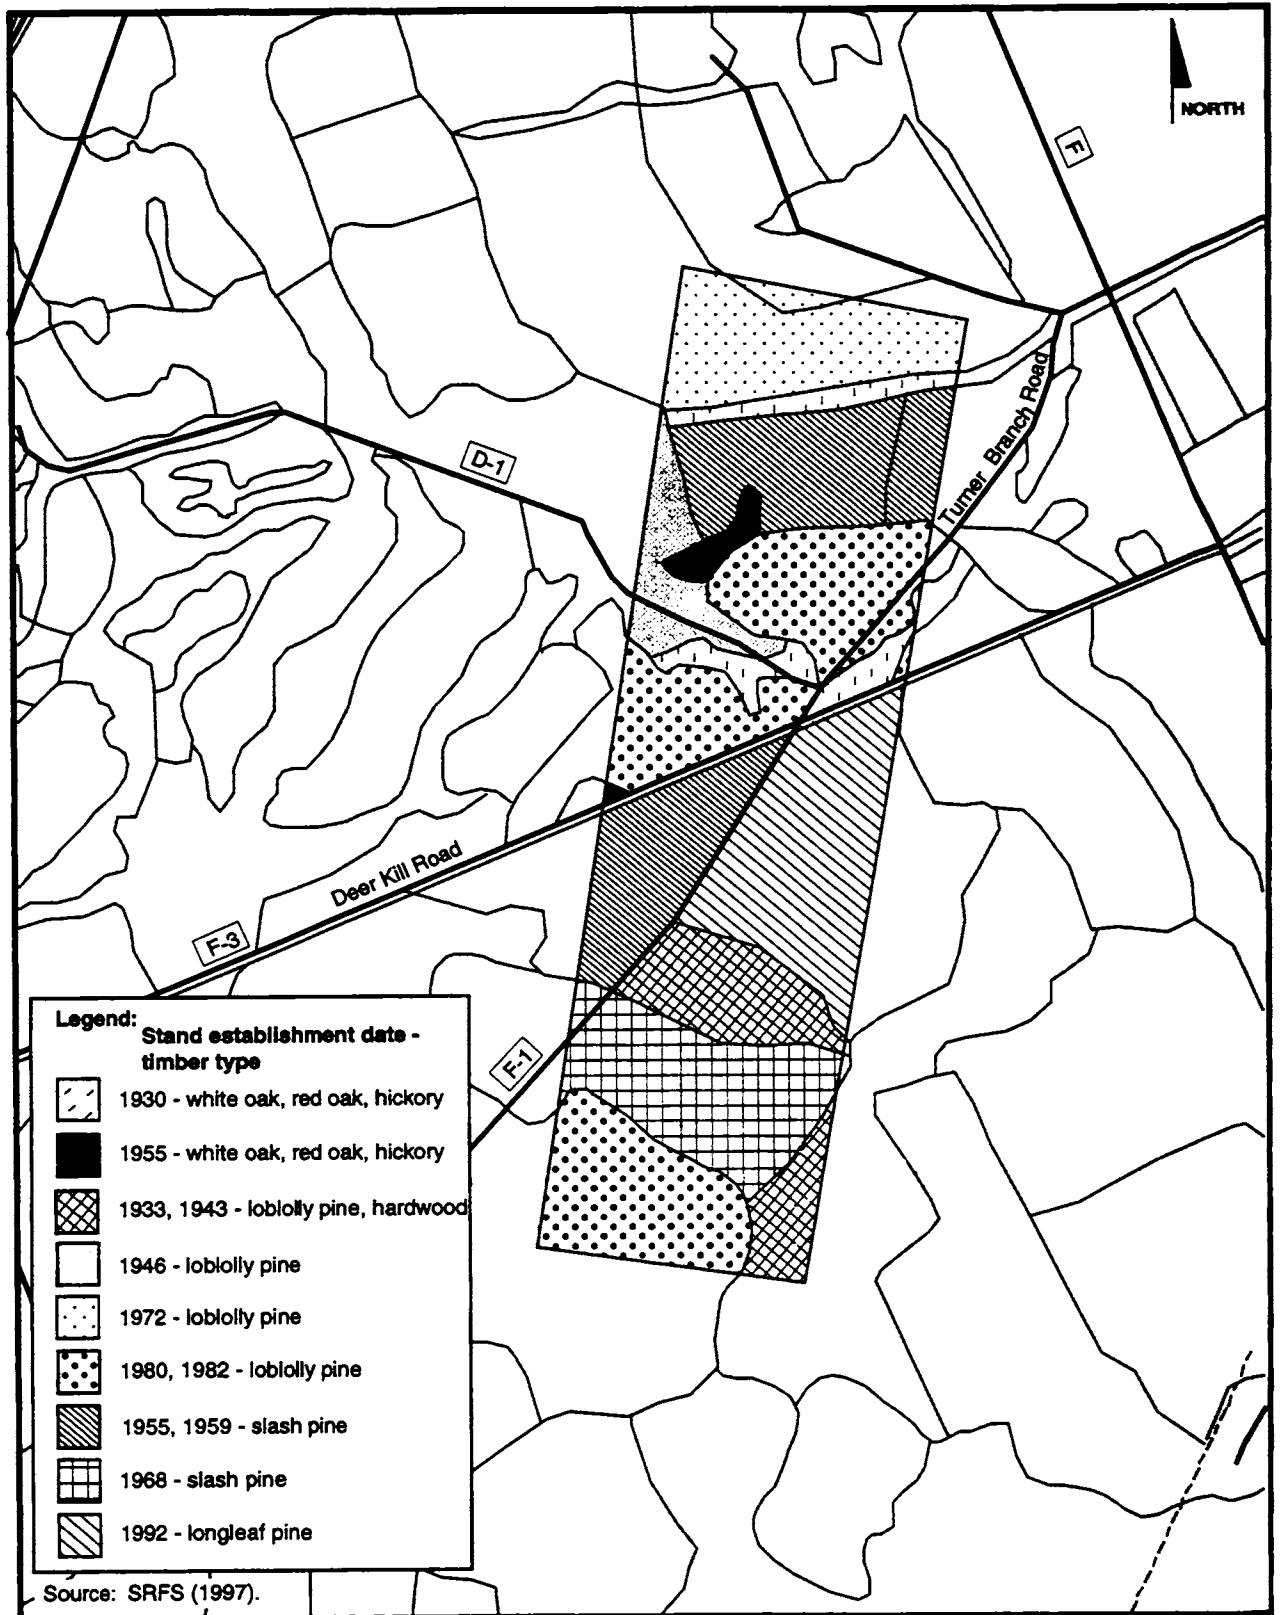 NORTH
F
D-1
Turner Branch Road
Deer Kill Road
F-3
F-1
Legend:
Stand establishment date -
timber type
1930 - white oak, red oak, hickory
1955 - white oak, red oak, hickory
1933, 1943 - loblolly pine, hardwood
1946 - loblolly pine
1972 - loblolly pine
1980, 1982 - loblolly pine
1955, 1959 - slash pine
1968 - slash pine
1992 - longleaf pine
Source: SRFS (1997).